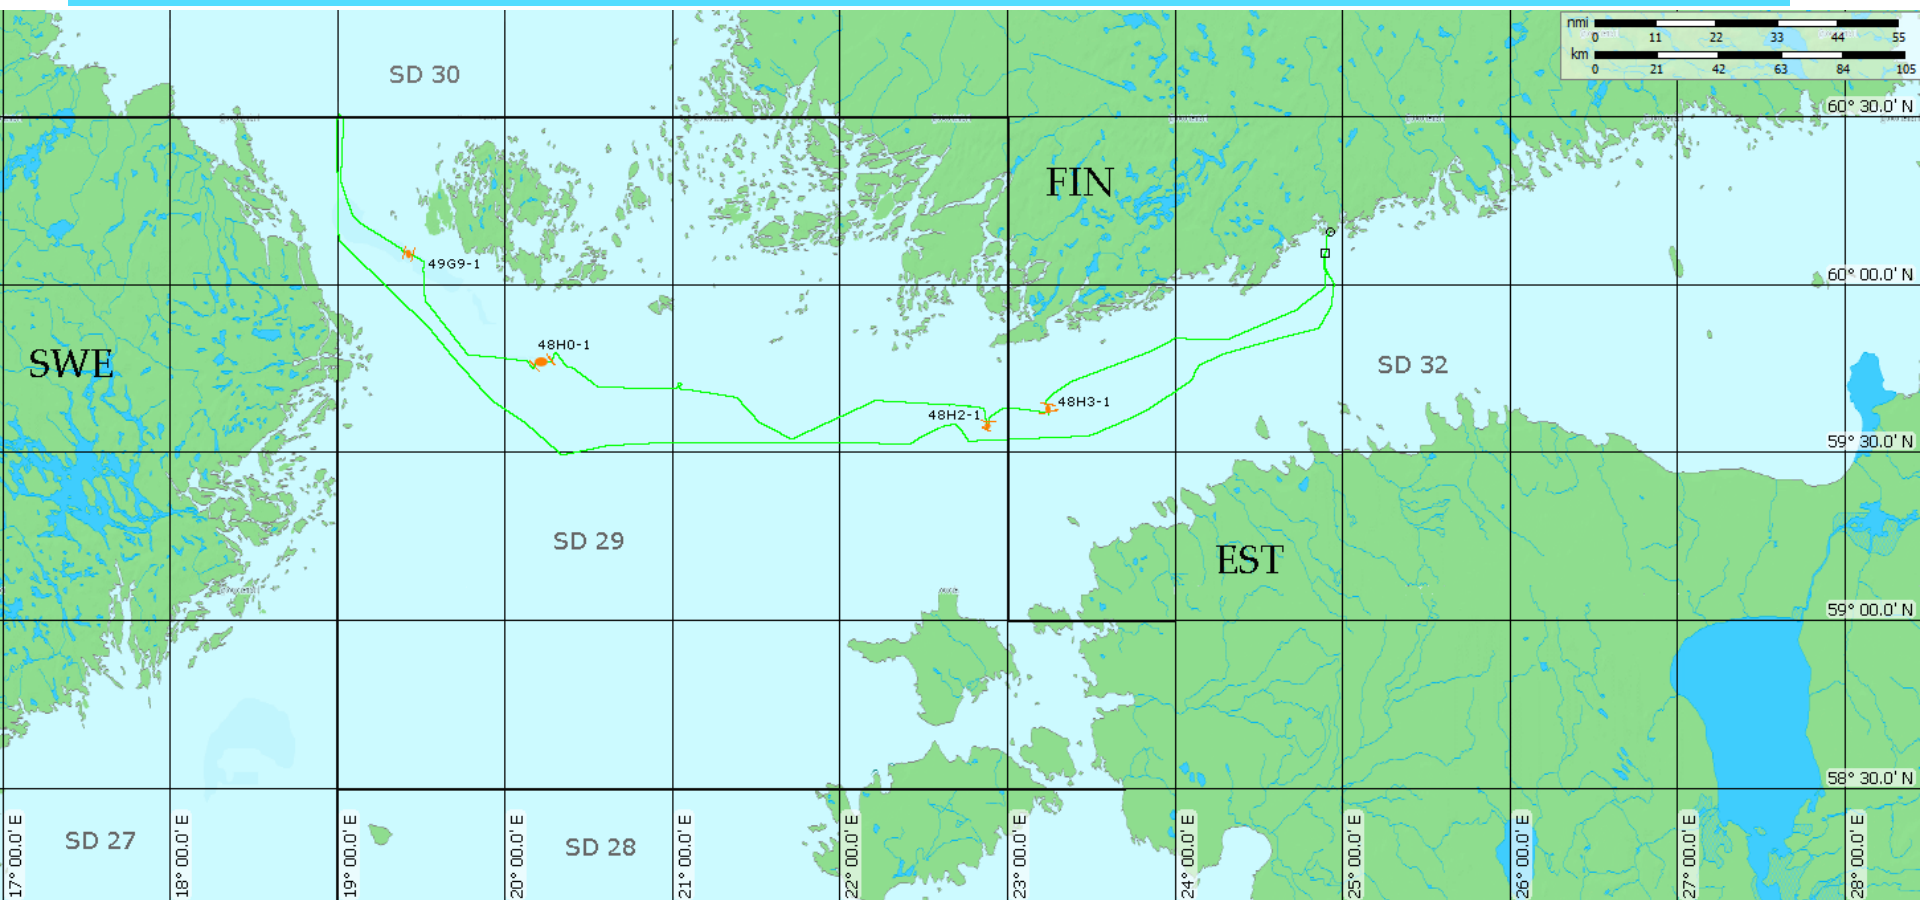 nmi
0 11 22 33 44 55
km
0 21 42 63 84 105
SD 30
60° 30.0' N
FIN
49G9-1
60° 00.0' N
48H0-1
SWE
SD 32
48H3-1
48H2-1
59° 30.0' N
SD 29
EST
59° 00.0' N
58° 30.0' N
SD 27
SD 28
17° 00.0' E
18° 00.0' E
19° 00.0' E
20° 00.0' E
21° 00.0' E
22° 00.0' E
23° 00.0' E
24° 00.0' E
25° 00.0' E
26° 00.0' E
27° 00.0' E
28° 00.0' E